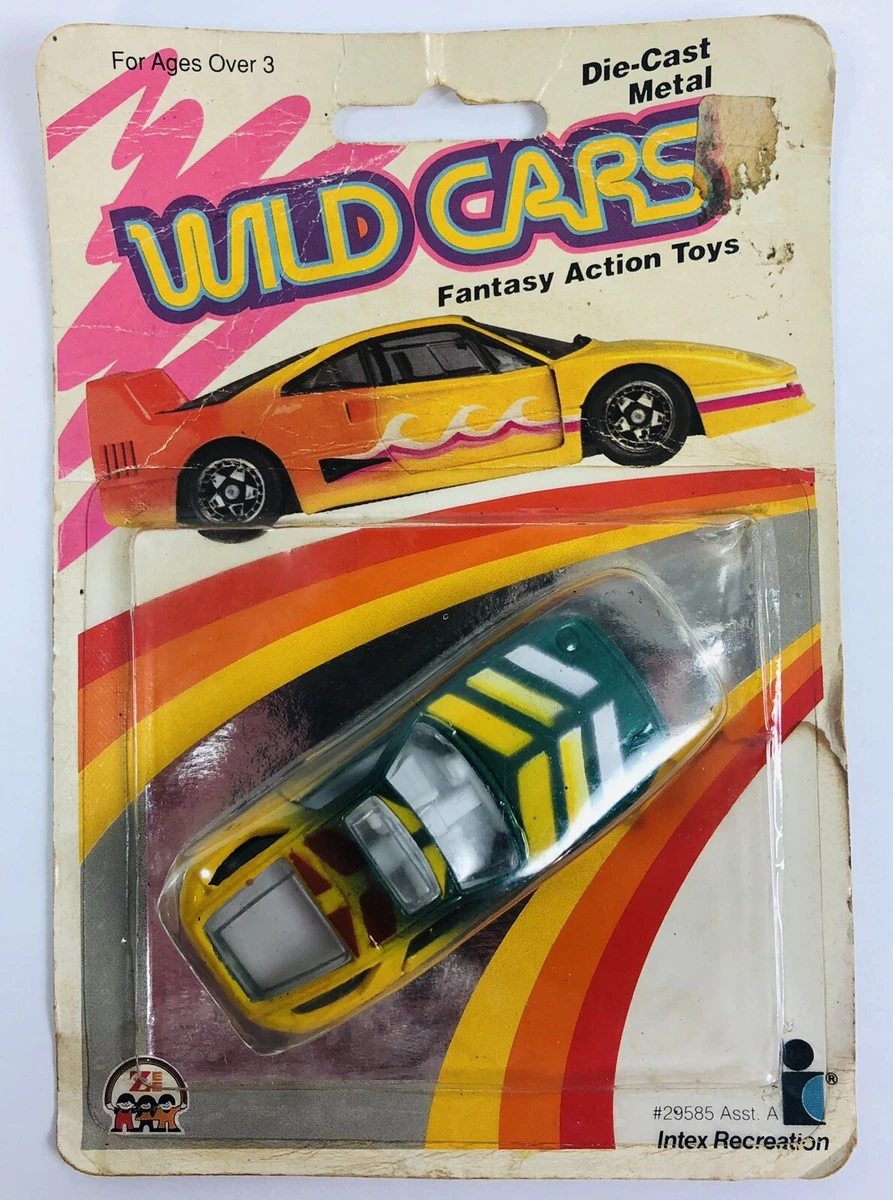 For Ages Over 3
Die-Cast
Metal
WILD CARS
Fantasy Action Toys
#29585 Asst. A
®
Intex Recreation